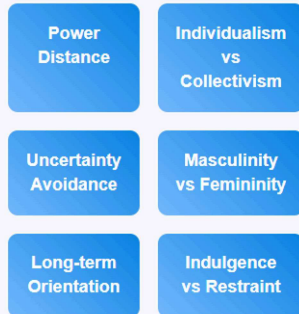 Power
Distance
Individualism
vs
Collectivism
Uncertainty
Avoidance
Masculinity
vs Femininity
Long-term
Orientation
Indulgence
vs Restraint